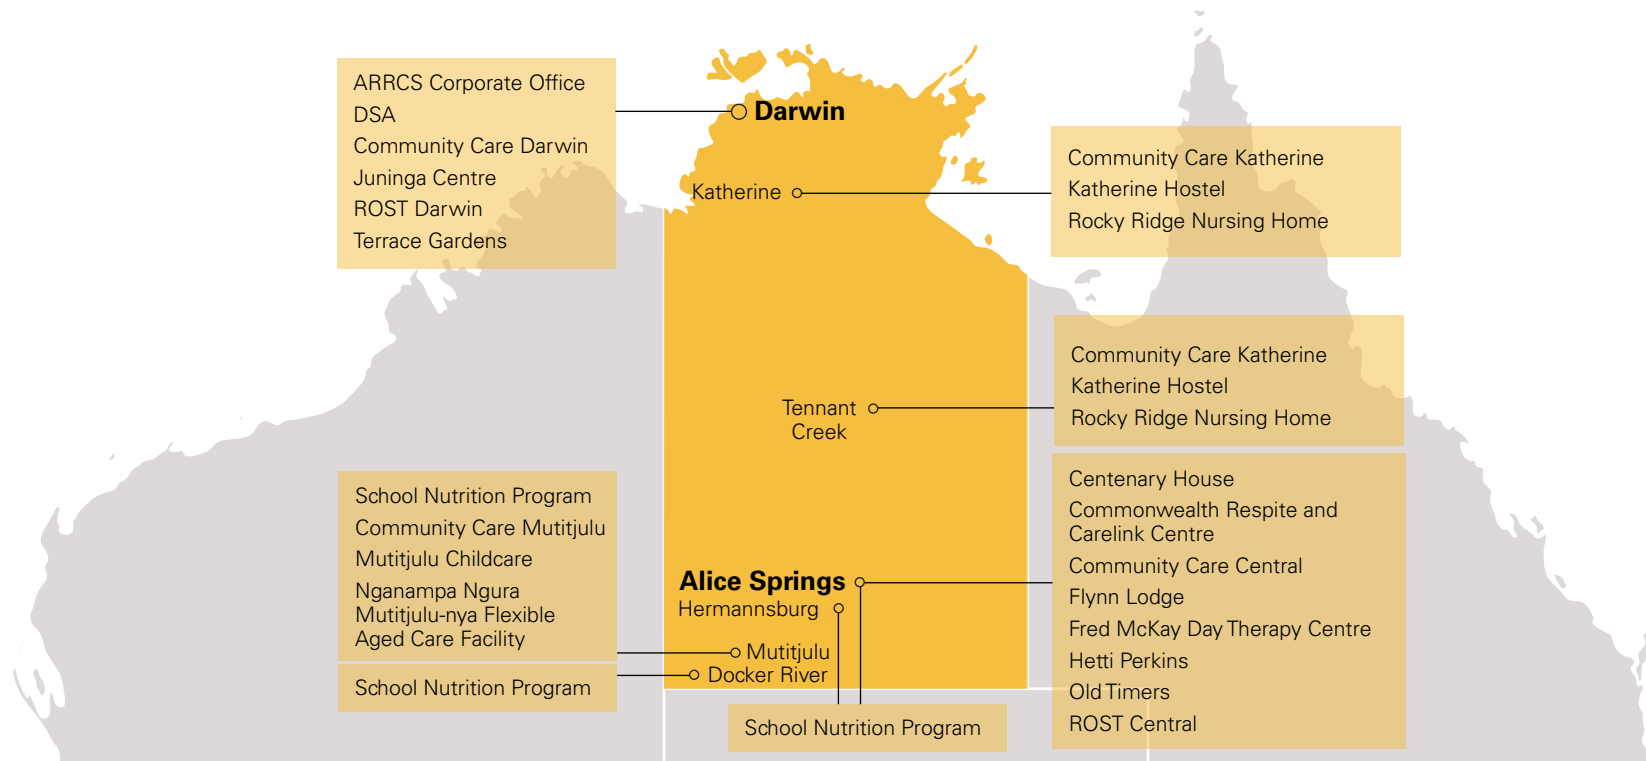 ARRCS Corporate Office
DSA
Community Care Darwin
Juninga Centre
ROST Darwin
Terrace Gardens
Darwin
Katherine
Community Care Katherine
Katherine Hostel
Rocky Ridge Nursing Home
Tennant
Creek
Community Care Katherine
Katherine Hostel
Rocky Ridge Nursing Home
School Nutrition Program
Community Care Mutitjulu
Mutitjulu Childcare
Nganampa Ngura
Mutitjulu-nya Flexible
Aged Care Facility
School Nutrition Program
Alice Springs
Hermannsburg
Mutitjulu
Docker River
School Nutrition Program
Centenary House
Commonwealth Respite and
Carelink Centre
Community Care Central
Flynn Lodge
Fred McKay Day Therapy Centre
Hetti Perkins
Old Timers
ROST Central